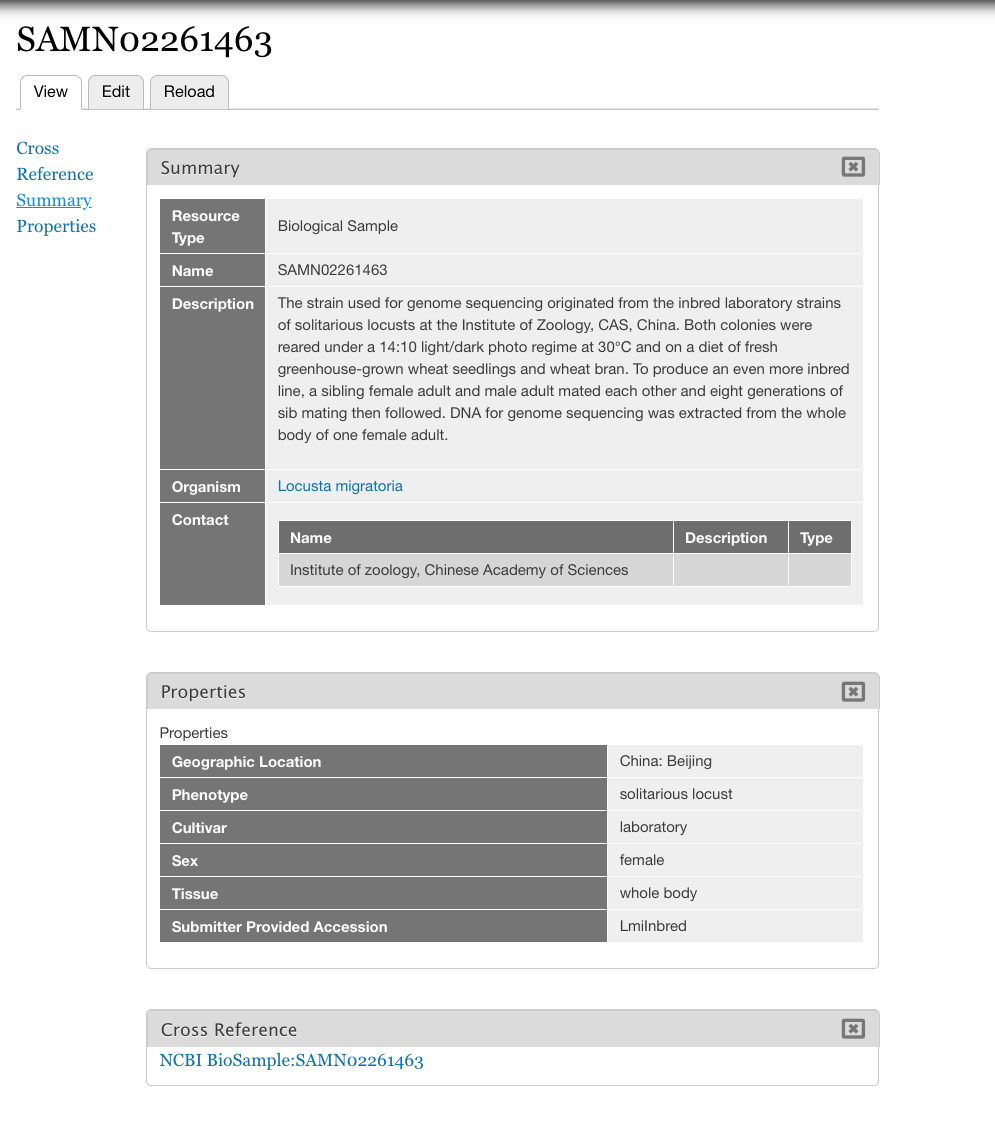 SAMN02261463
View Edit Reload
Cross
Reference
Summary
Properties
Summary
Resource
Type
Biological Sample
Name SAMN02261463
Description The strain used for genome sequencing originated from the inbred laboratory strains
of solitarious locusts at the Institute of Zoology, CAS, China. Both colonies were
reared under a 14:10 light/dark photo regime at 30°C and on a diet of fresh
greenhouse-grown wheat seedlings and wheat bran. To produce an even more inbred
line, a sibling female adult and male adult mated each other and eight generations of
sib mating then followed. DNA for genome sequencing was extracted from the whole
body of one female adult.
Organism Locusta migratoria
Contact
Name Description Type
Institute of zoology, Chinese Academy of Sciences
Properties
Properties
Geographic Location China: Beijing
Phenotype solitarious locust
Cultivar laboratory
Sex female
Tissue whole body
Submitter Provided Accession LmiInbred
Cross Reference
NCBI BioSample:SAMN02261463